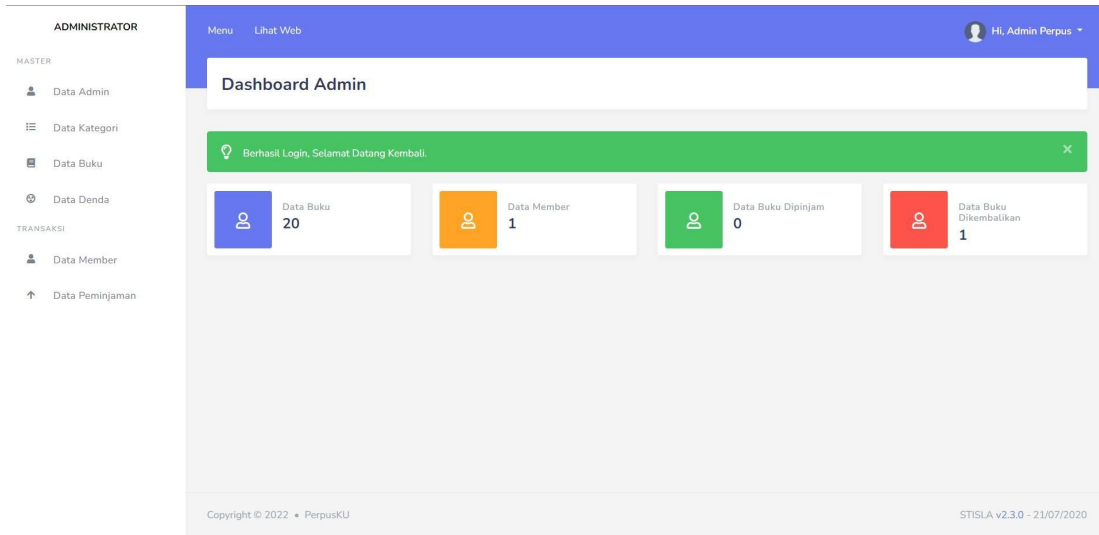 ADMINISTRATOR
MASTER
Data Admin
Data Kategori
Data Buku
Data Denda
TRANSAKSI
Data Member
Data Peminjaman
Menu Lihat Web
Hi, Admin Perpus
Dashboard Admin
Berhasil Login, Selamat Datang Kembali.
×
Data Buku
20
Data Member
1
Data Buku Dipinjam
0
Data Buku
Dikembalikan
1
Copyright © 2022 • PerpusKU
STISLA v2.3.0 - 21/07/2020